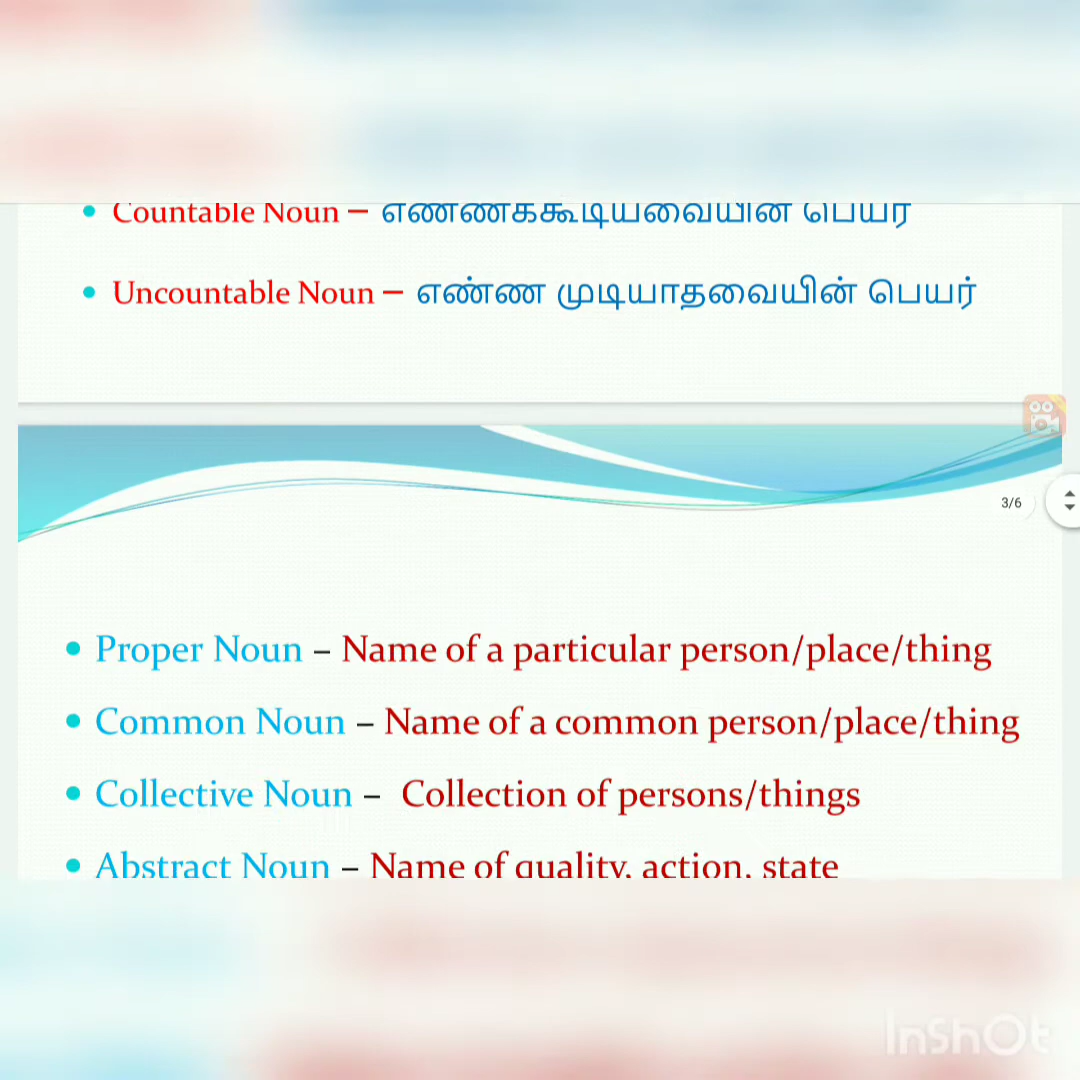 Countable Noun – எண்ணக்கூடியவையின் பெயர்
Uncountable Noun – எண்ண முடியாதவையின் பெயர்
3/6
Proper Noun – Name of a particular person/place/thing
Common Noun – Name of a common person/place/thing
Collective Noun – Collection of persons/things
Abstract Noun – Name of quality, action, state
InShOt